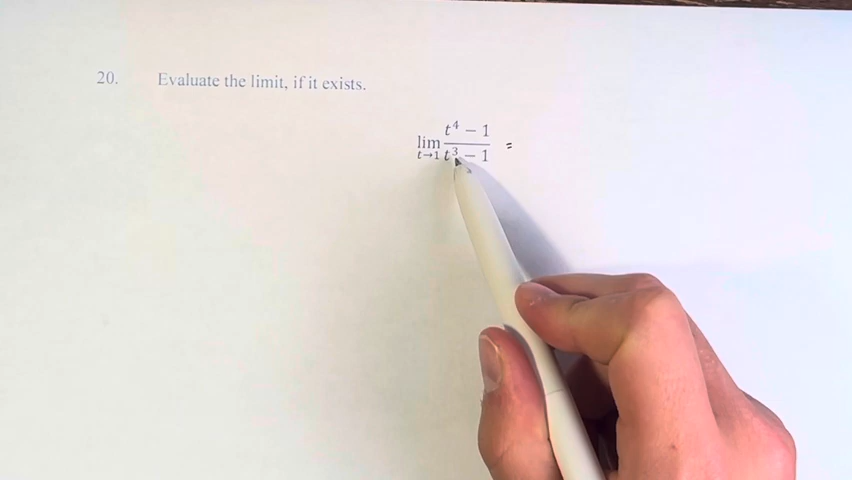 20. Evaluate the limit, if it exists.
lim t→1 t⁴ − 1 / t³ − 1 =